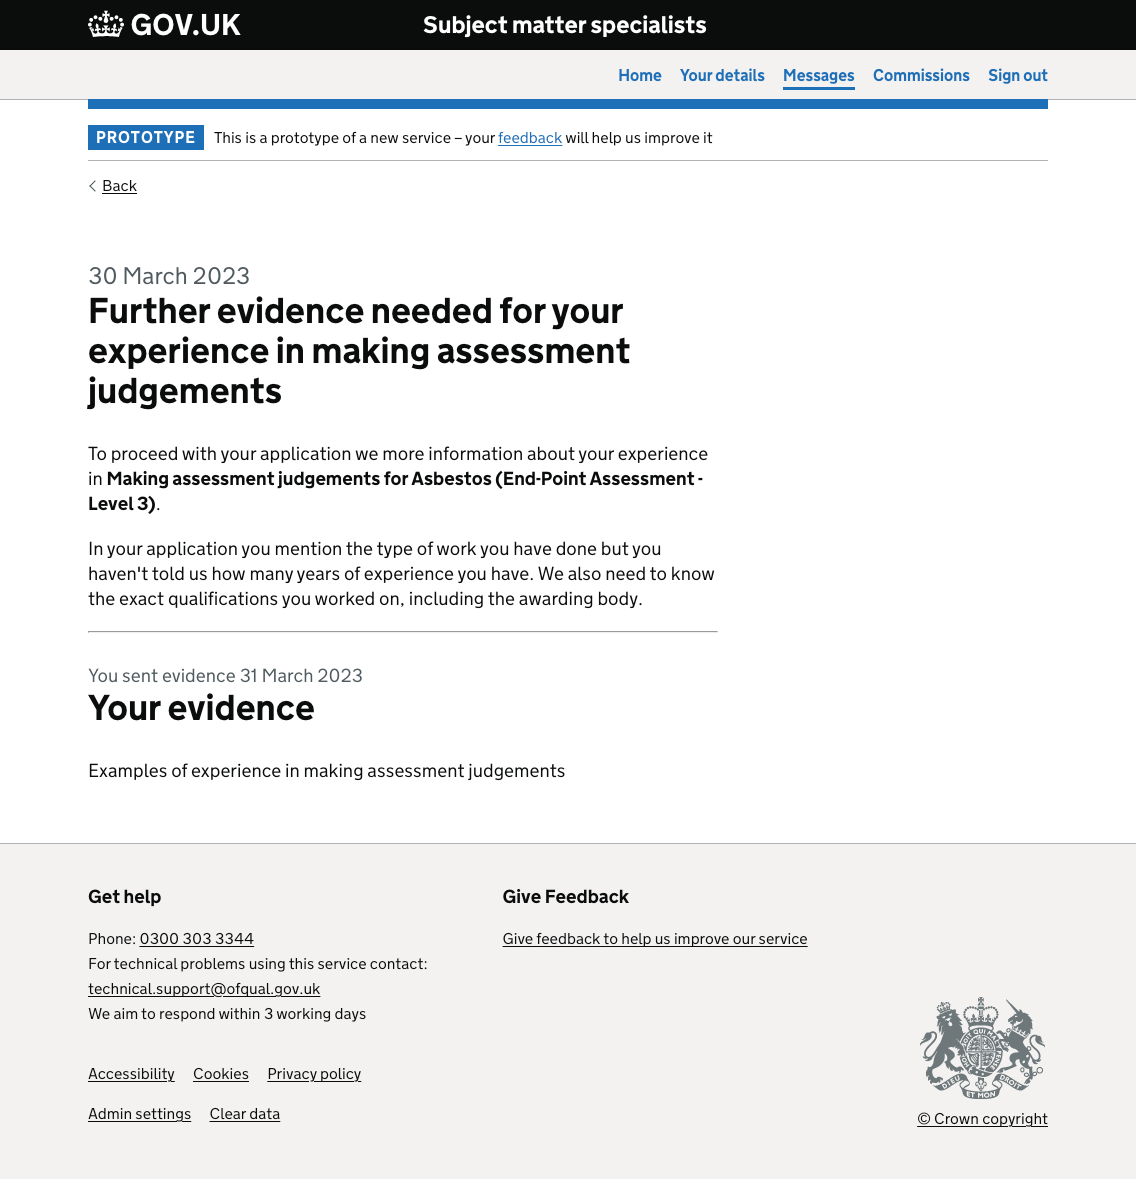 GOV.UK
Subject matter specialists
Home Your details Messages Commissions Sign out
PROTOTYPE This is a prototype of a new service – your feedback will help us improve it
Back
30 March 2023
Further evidence needed for your
experience in making assessment
judgements
To proceed with your application we more information about your experience
in Making assessment judgements for Asbestos (End-Point Assessment -
Level 3).
In your application you mention the type of work you have done but you
haven't told us how many years of experience you have. We also need to know
the exact qualifications you worked on, including the awarding body.
You sent evidence 31 March 2023
Your evidence
Examples of experience in making assessment judgements
Get help
Phone: 0300 303 3344
For technical problems using this service contact:
technical.support@ofqual.gov.uk
We aim to respond within 3 working days
Give Feedback
Give feedback to help us improve our service
Accessibility Cookies Privacy policy
Admin settings Clear data
DIEU ET MON DROIT
© Crown copyright